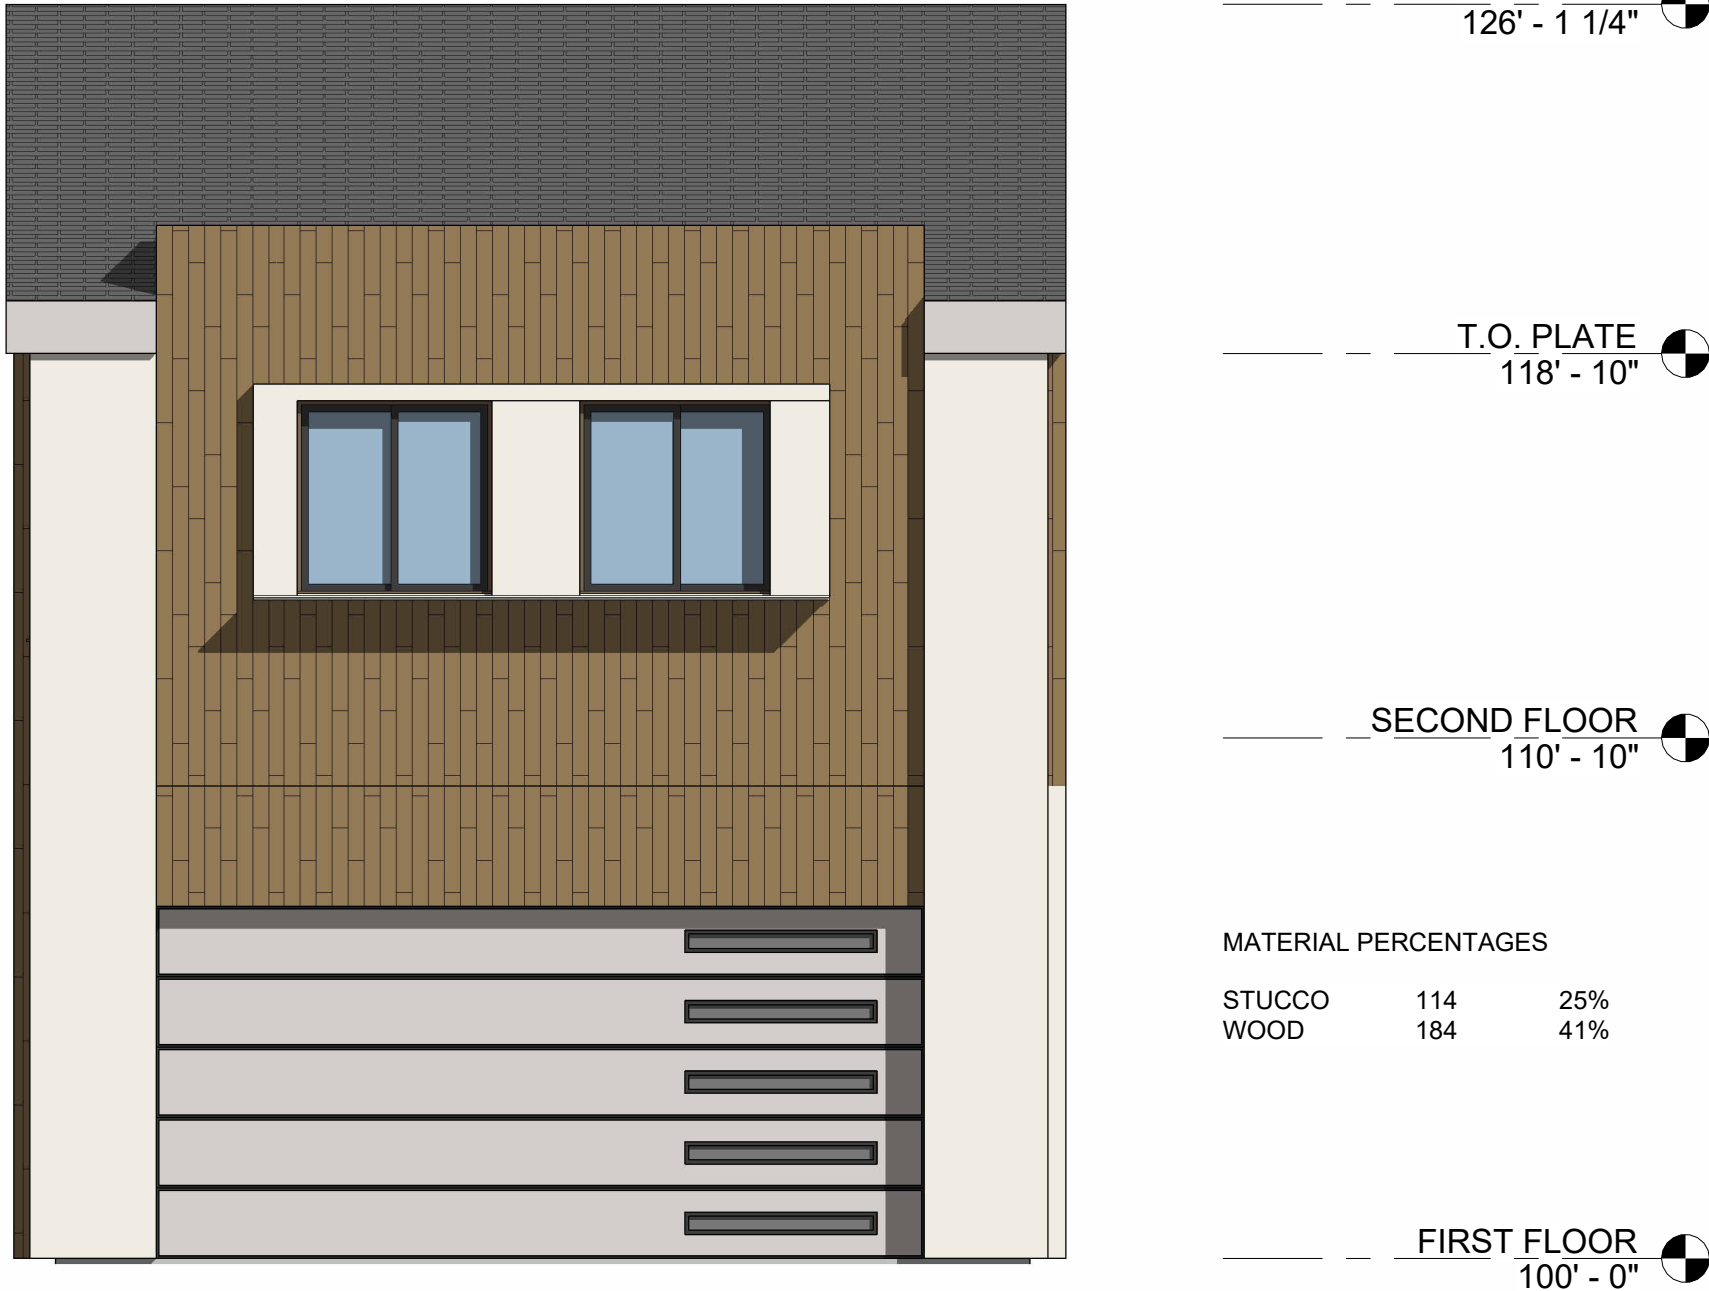 126' - 1 1/4"
T.O. PLATE
118' - 10"
SECOND FLOOR
110' - 10"
MATERIAL PERCENTAGES
STUCCO 114 25%
WOOD 184 41%
FIRST FLOOR
100' - 0"